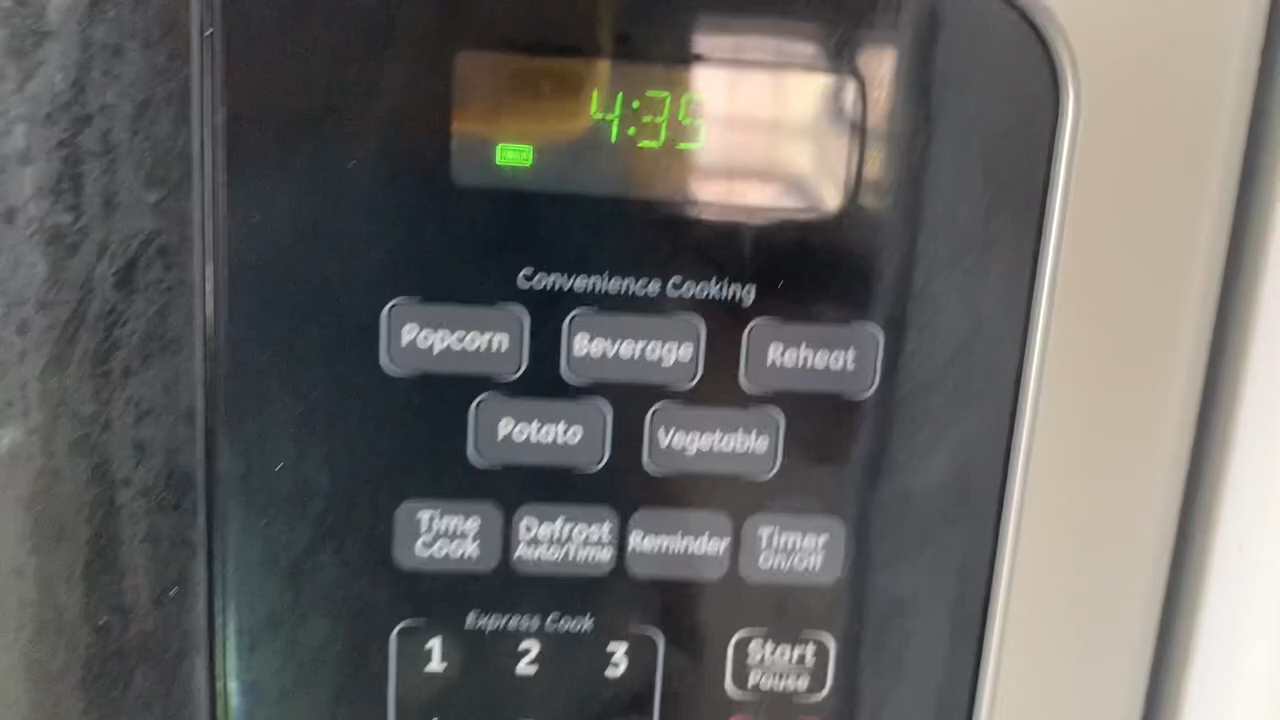 4:35
Convenience Cooking
Popcorn Beverage Reheat
Potato Vegetable
Time Cook Defrost Auto/Time Reminder Timer On/Off
Express Cook
1 2 3 Start Pause